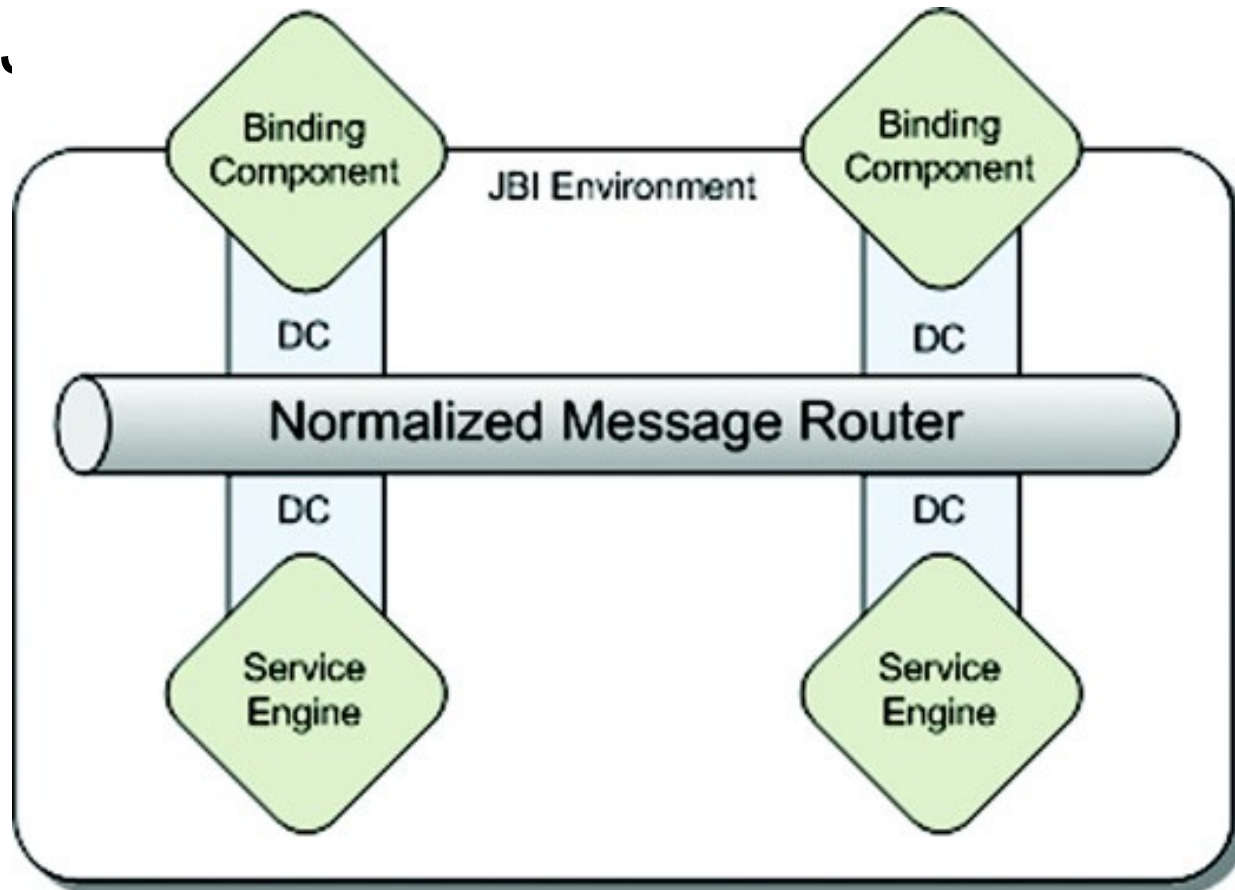 Binding
Component
Binding
Component
JBI Environment
DC
DC
Normalized Message Router
DC
DC
Service
Engine
Service
Engine